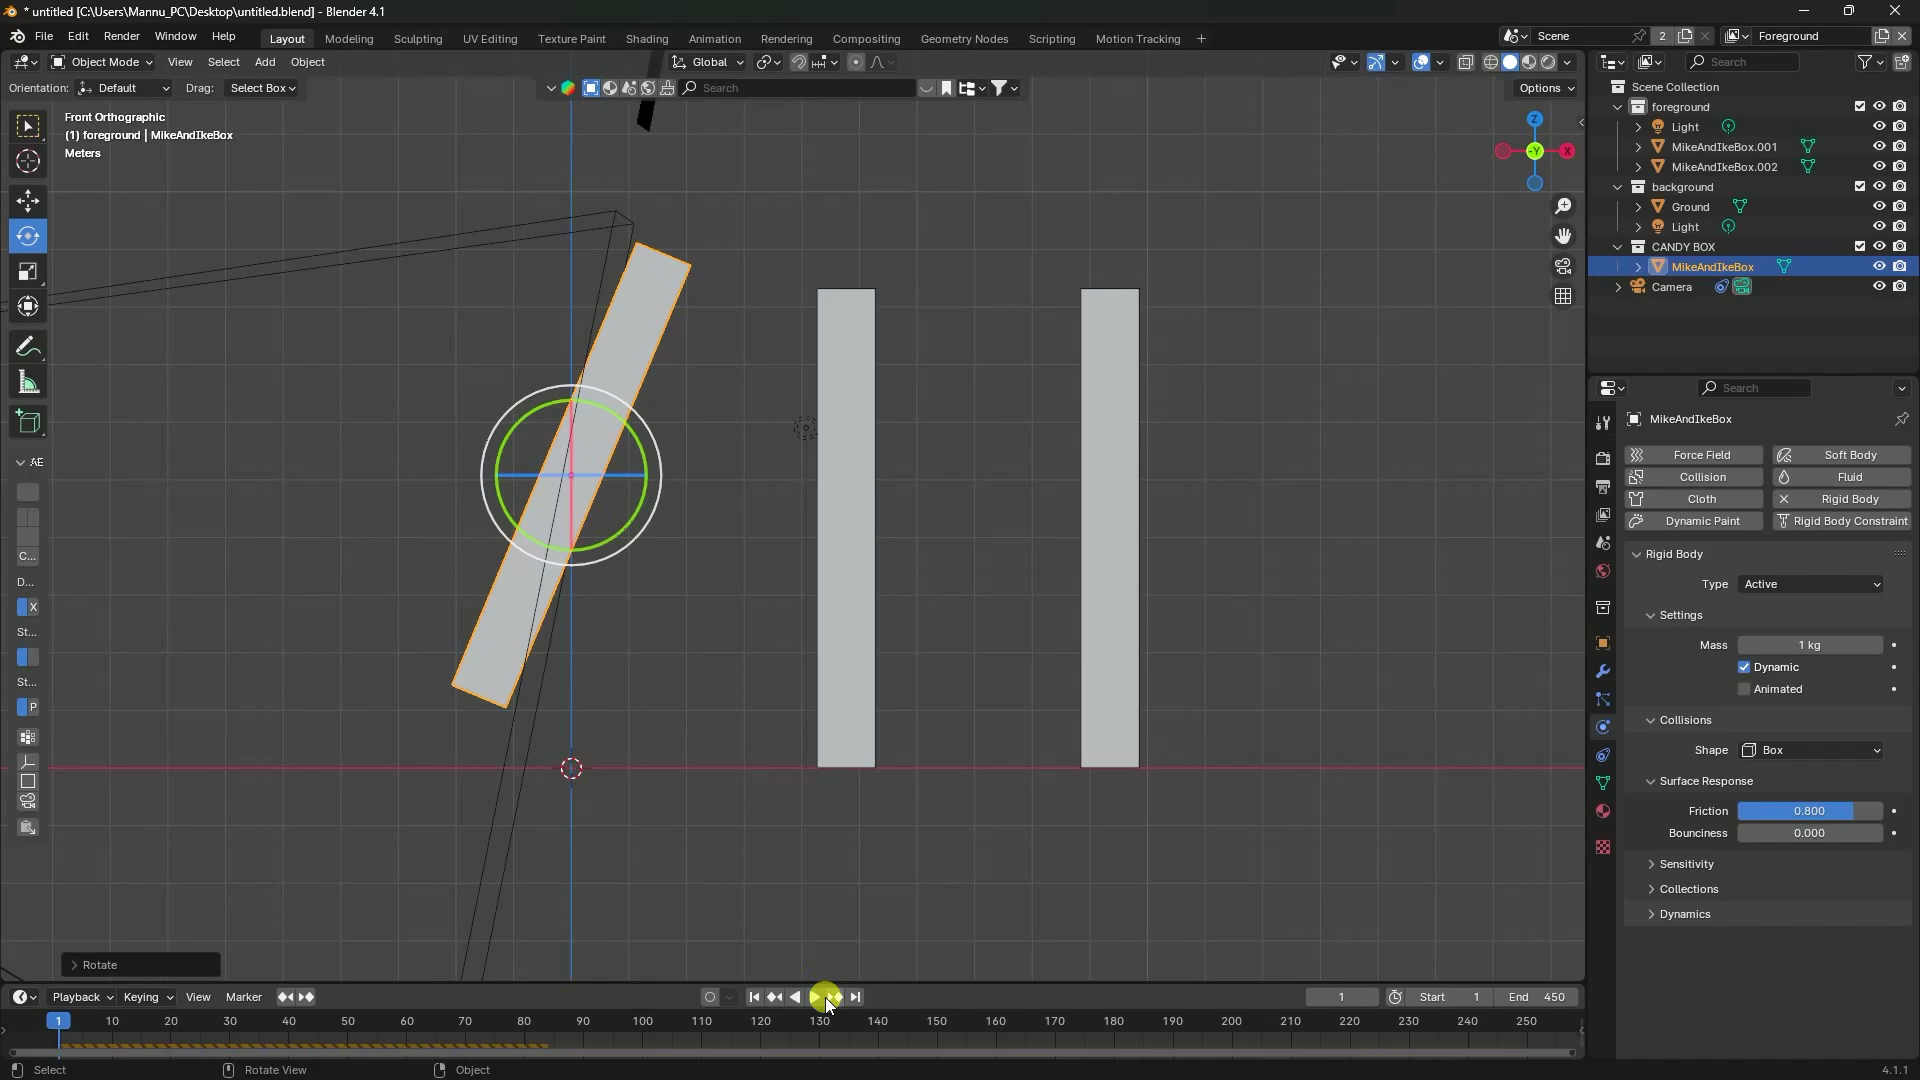 * untitled [C:\Users\Mannu_PC\Desktop\untitled.blend] - Blender 4.1
File Edit Render Window Help Layout Modeling Sculpting UV Editing Texture Paint Shading Animation Rendering Compositing Geometry Nodes Scripting Motion Tracking + Scene 2 Foreground
Object Mode View Select Add Object Global Search
Orientation: Default Drag: Select Box Search Options
Front Orthographic
(1) foreground | MikeAndIkeBox
Meters
Z
-Y X
AE
C...
D...
X
St...
St...
P
Rotate
Scene Collection
foreground
Light
MikeAndIkeBox.001
MikeAndIkeBox.002
background
Ground
Light
CANDY BOX
MikeAndIkeBox
Camera
Search
MikeAndIkeBox
Force Field Soft Body
Collision Fluid
Cloth Rigid Body
Dynamic Paint Rigid Body Constraint
Rigid Body
Type Active
Settings
Mass 1 kg
Dynamic
Animated
Collisions
Shape Box
Surface Response
Friction 0.800
Bounciness 0.000
Sensitivity
Collections
Dynamics
Playback Keying View Marker 1 Start 1 End 450
1 10 20 30 40 50 60 70 80 90 100 110 120 130 140 150 160 170 180 190 200 210 220 230 240 250
Select Rotate View Object 4.1.1